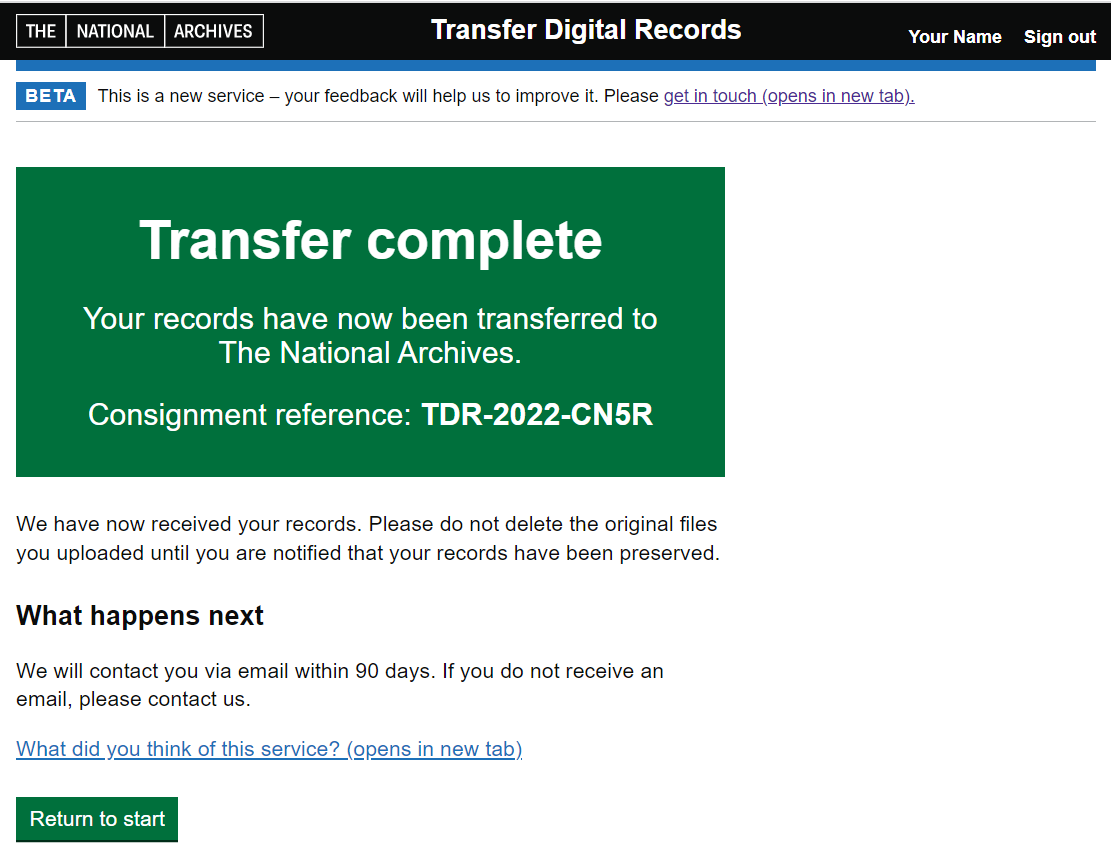 THE NATIONAL ARCHIVES
Transfer Digital Records
Your Name
Sign out
BETA
This is a new service – your feedback will help us to improve it. Please get in touch (opens in new tab).
Transfer complete
Your records have now been transferred to
The National Archives.
Consignment reference: TDR-2022-CN5R
We have now received your records. Please do not delete the original files
you uploaded until you are notified that your records have been preserved.
What happens next
We will contact you via email within 90 days. If you do not receive an
email, please contact us.
What did you think of this service? (opens in new tab)
Return to start